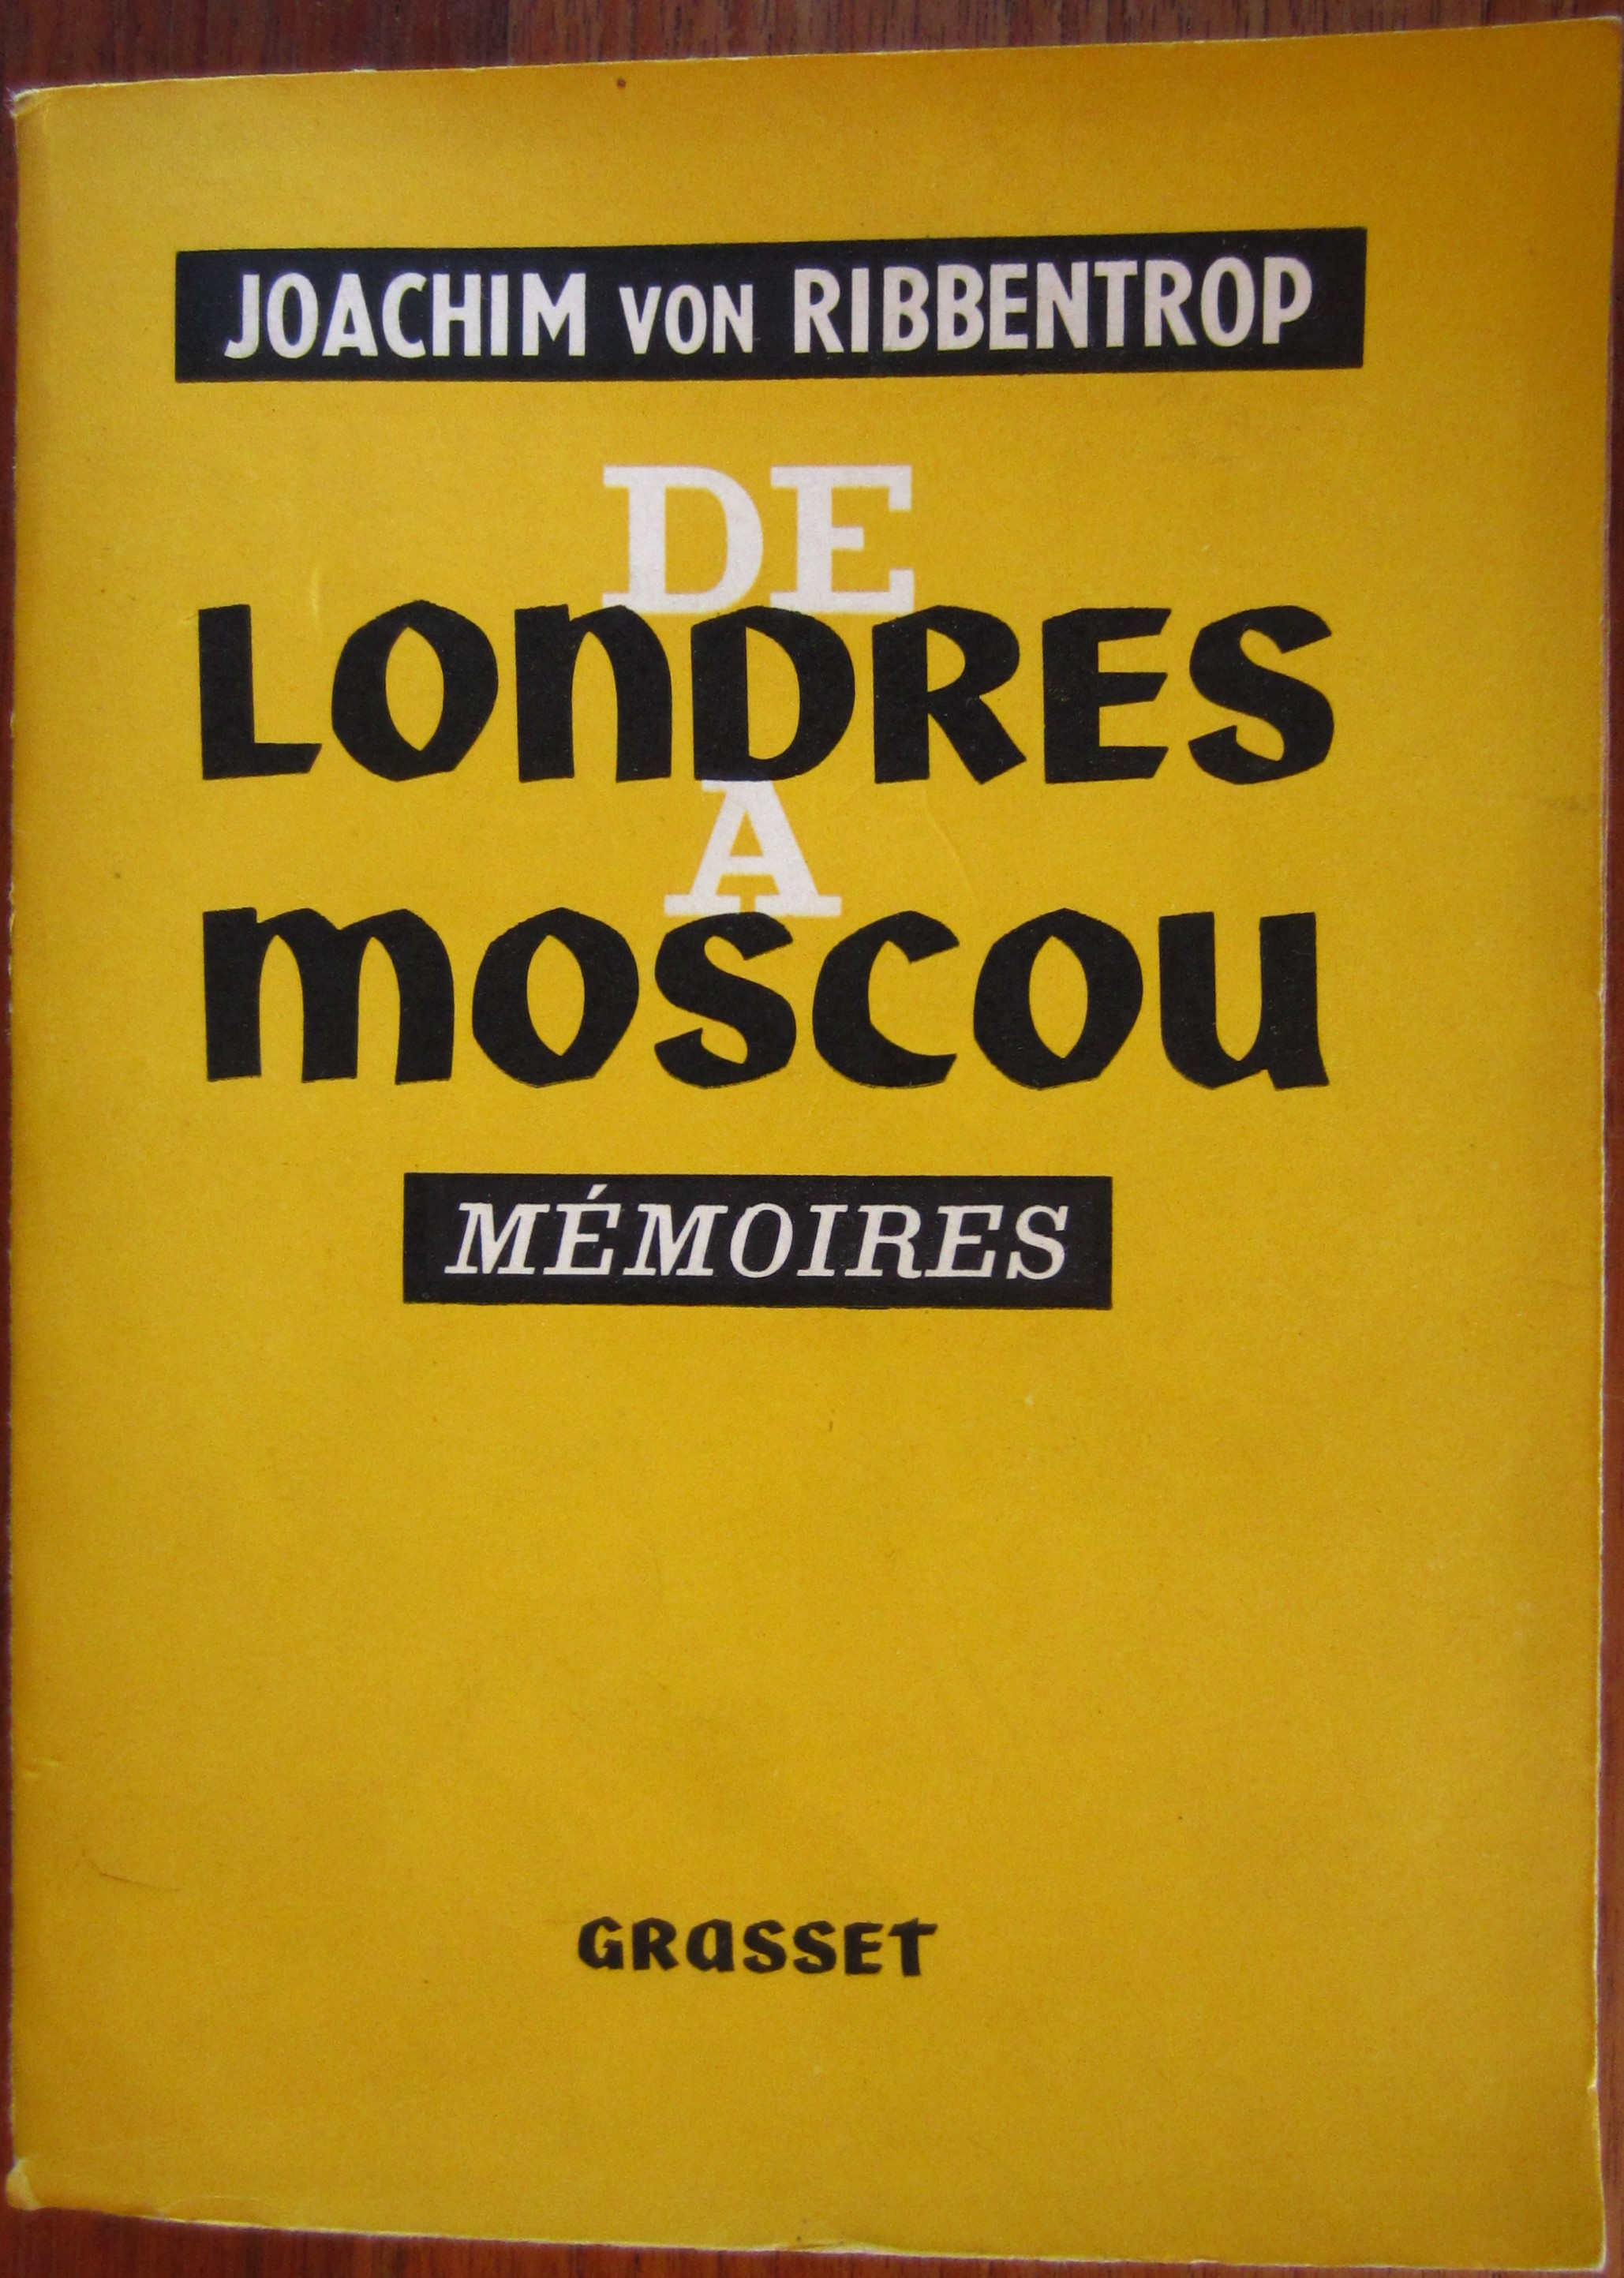 JOACHIM VON RIBBENTROP
DE
LONDRES
A
MOSCOU
MÉMOIRES
GRASSET